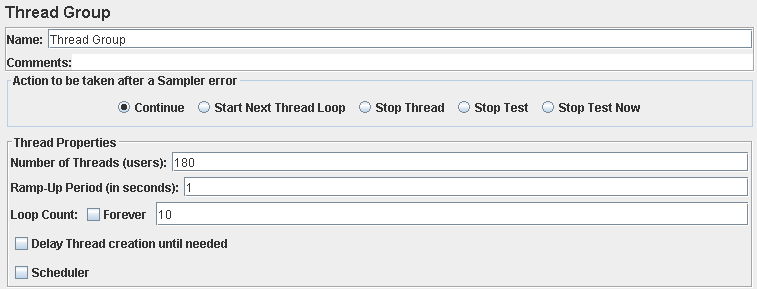 Thread Group
Name: Thread Group
Comments:
Action to be taken after a Sampler error
Continue Start Next Thread Loop Stop Thread Stop Test Stop Test Now
Thread Properties
Number of Threads (users): 180
Ramp-Up Period (in seconds): 1
Loop Count: Forever 10
Delay Thread creation until needed
Scheduler